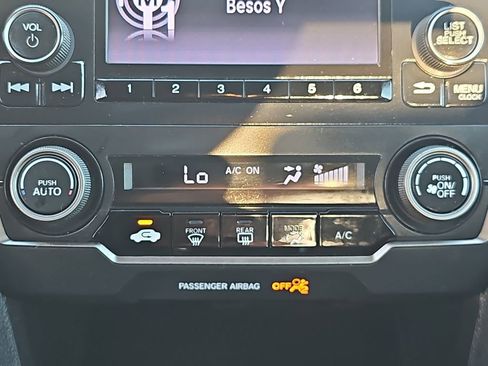 Besos Y
VOL
LIST
PUSH
SELECT
1 2 3 4 5 6
MENU
CLOCK
PUSH
AUTO
Lo
A/C ON
PUSH
ON/
OFF
FRONT
REAR
MODE
A/C
PASSENGER AIRBAG
OFF